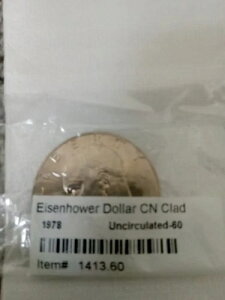 Eisenhower Dollar CN Clad
1978 Uncirculated-60
Item# 1413.60